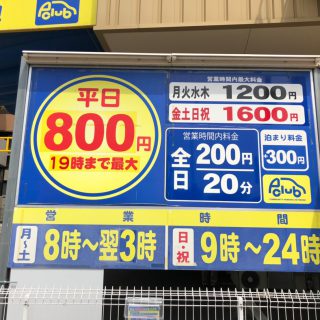 Pclub
平日
800円
19時まで最大
営業時間内最大料金
月火水木 1200円
金土日祝 1600円
営業時間内料金
全日 200円 20分
泊まり料金
+300円
Pclub
営業時間
月~土 8時~翌3時
日・祝 9時~24時